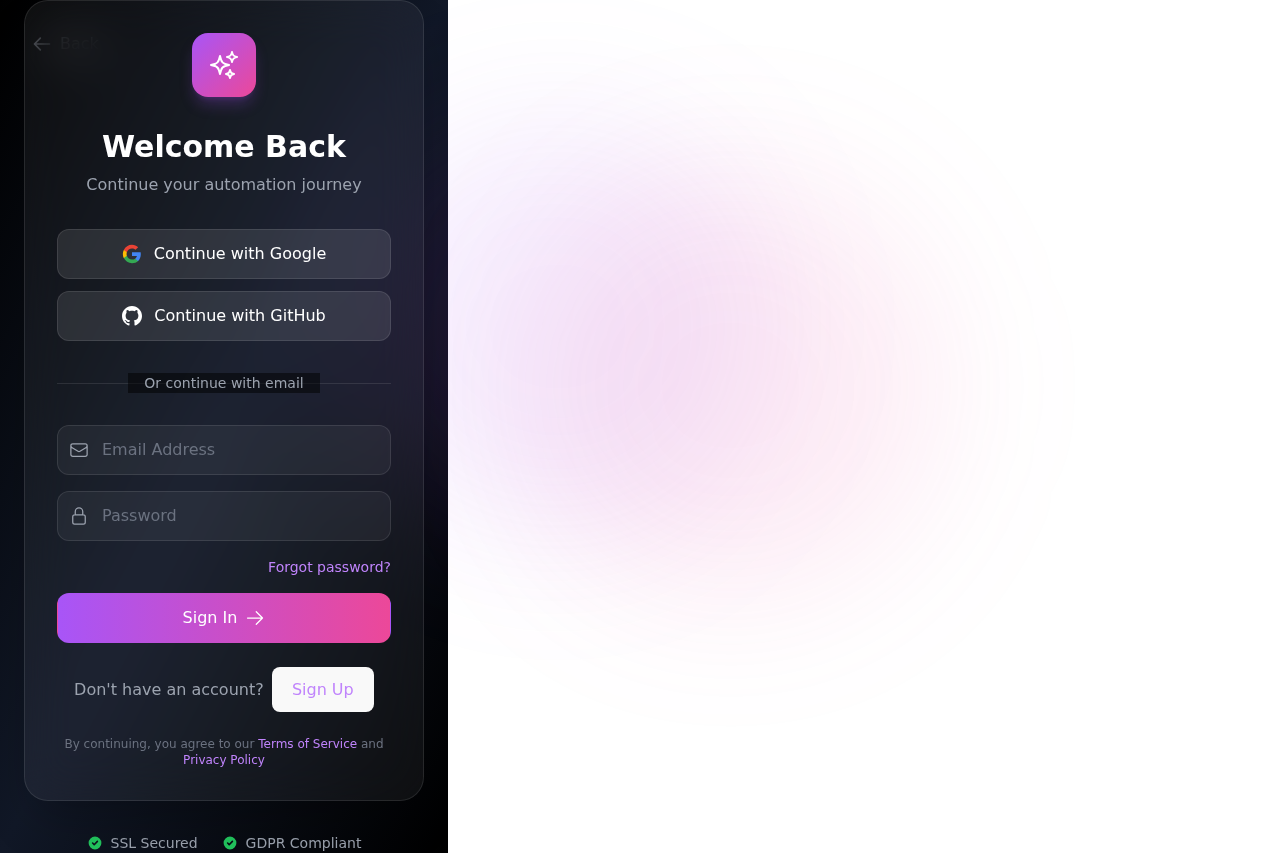 Back
Welcome Back
Continue your automation journey
Continue with Google
Continue with GitHub
Or continue with email
Email Address
Password
Forgot password?
Sign In
Don't have an account? Sign Up
By continuing, you agree to our Terms of Service and
Privacy Policy
SSL Secured GDPR Compliant